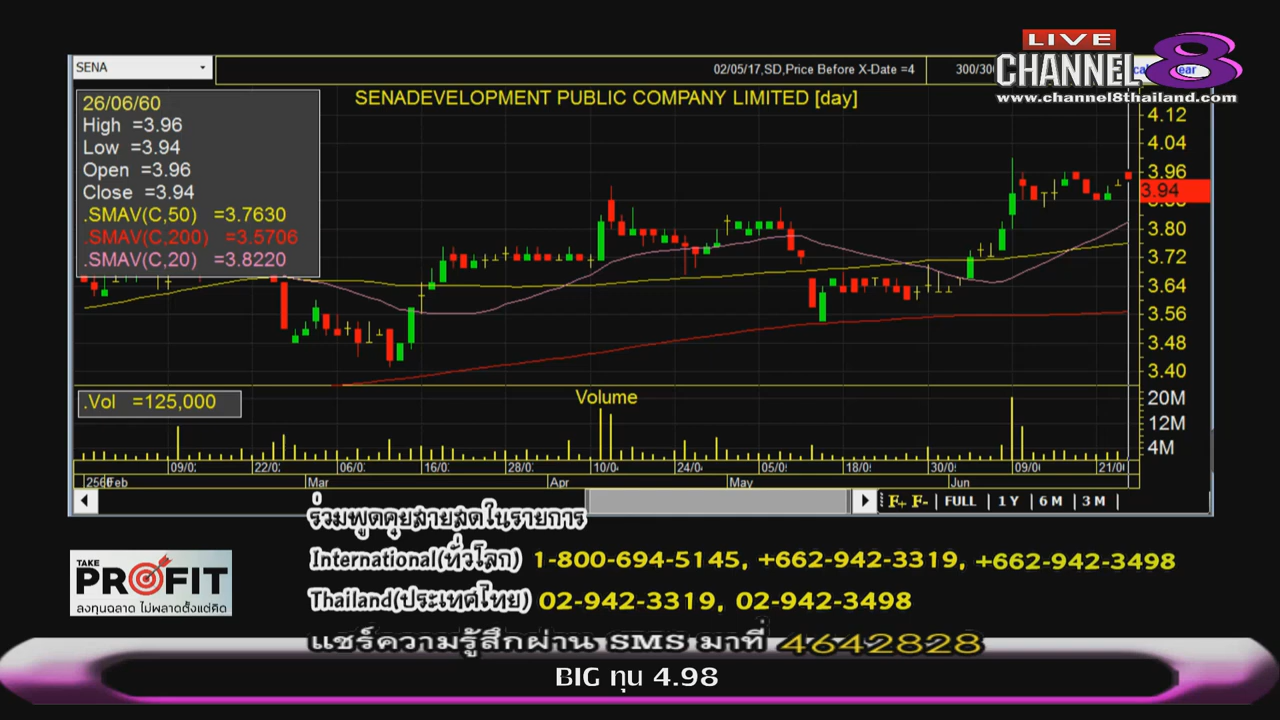 LIVE
CHANNEL 8
www.channel8thailand.com
SENA
02/05/17,SD,Price Before X-Date =4
300/300
SENADEVELOPMENT PUBLIC COMPANY LIMITED [day]
26/06/60
High =3.96
Low =3.94
Open =3.96
Close =3.94
.SMAV(C,50) =3.7630
.SMAV(C,200) =3.5706
.SMAV(C,20) =3.8220
4.12
4.04
3.96
3.94
3.88
3.80
3.72
3.64
3.56
3.48
3.40
.Vol =125,000
Volume
20M
12M
4M
09/0 22/02 06/0 16/0 28/0 10/04 24/04 05/05 18/05 30/05 09/06 21/06
Feb Mar Apr May Jun
F+ F- FULL 1 Y 6 M 3 M
0
ร่วมพูดคุยสายสดในรายการ
International(ทั่วโลก) 1-800-694-5145, +662-942-3319, +662-942-3498
Thailand(ประเทศไทย) 02-942-3319, 02-942-3498
แชร์ความรู้สึกผ่าน SMS มาที่ 4642828
TAKE
PROFIT
ลงทุนฉลาด ไม่พลาดตั้งแต่คิด
BIG ทุน 4.98